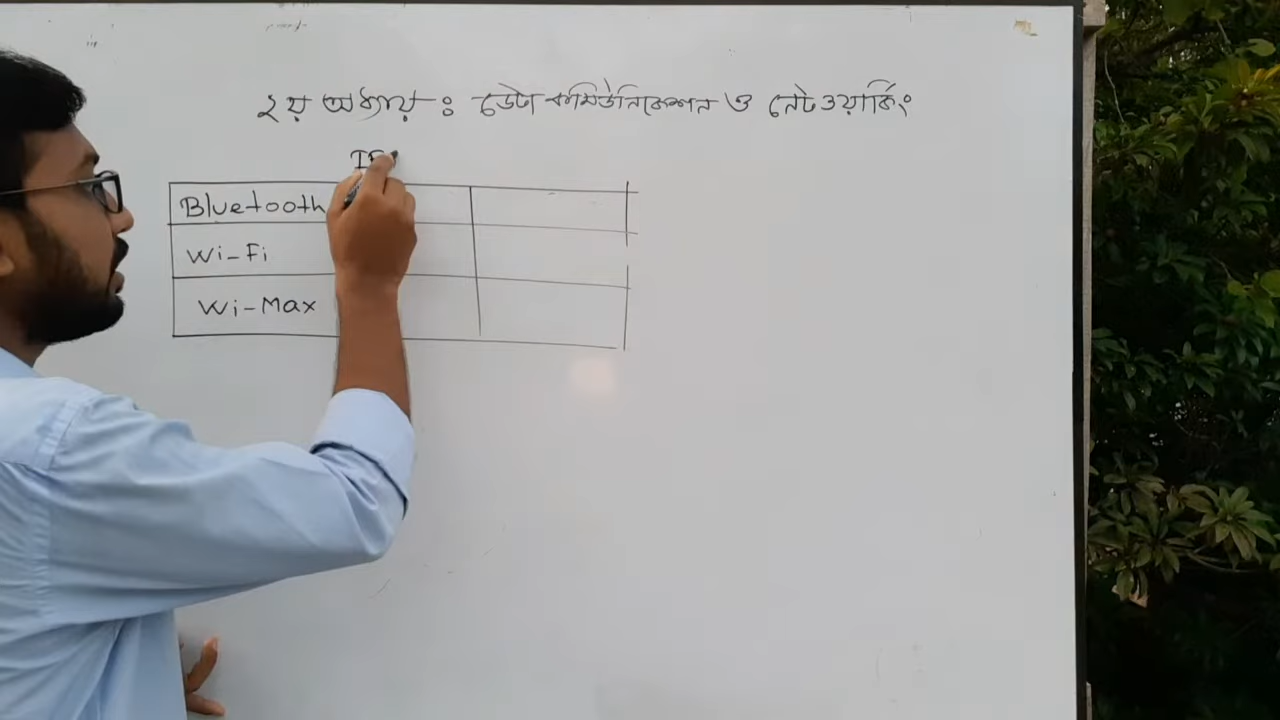 ২য় অধ্যায় : ডেটা কমিউনিকেশন ও নেটওয়ার্কিং
Bluetooth
Wi-Fi
Wi-Max